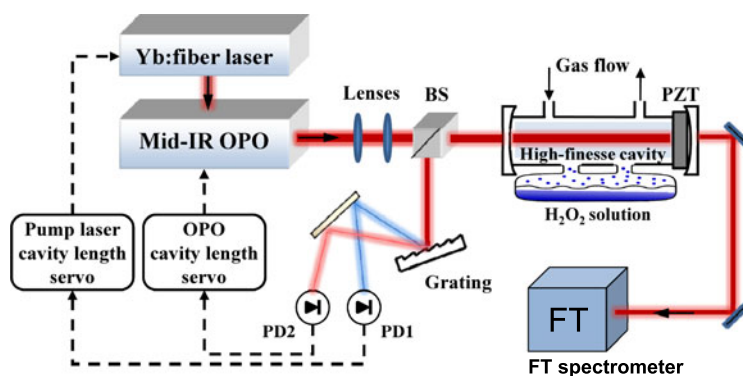 Yb:fiber laser
Mid-IR OPO
Lenses
BS
Gas flow
PZT
High-finesse cavity
H₂O₂ solution
Pump laser
cavity length
servo
OPO
cavity length
servo
Grating
PD2
PD1
FT
FT spectrometer